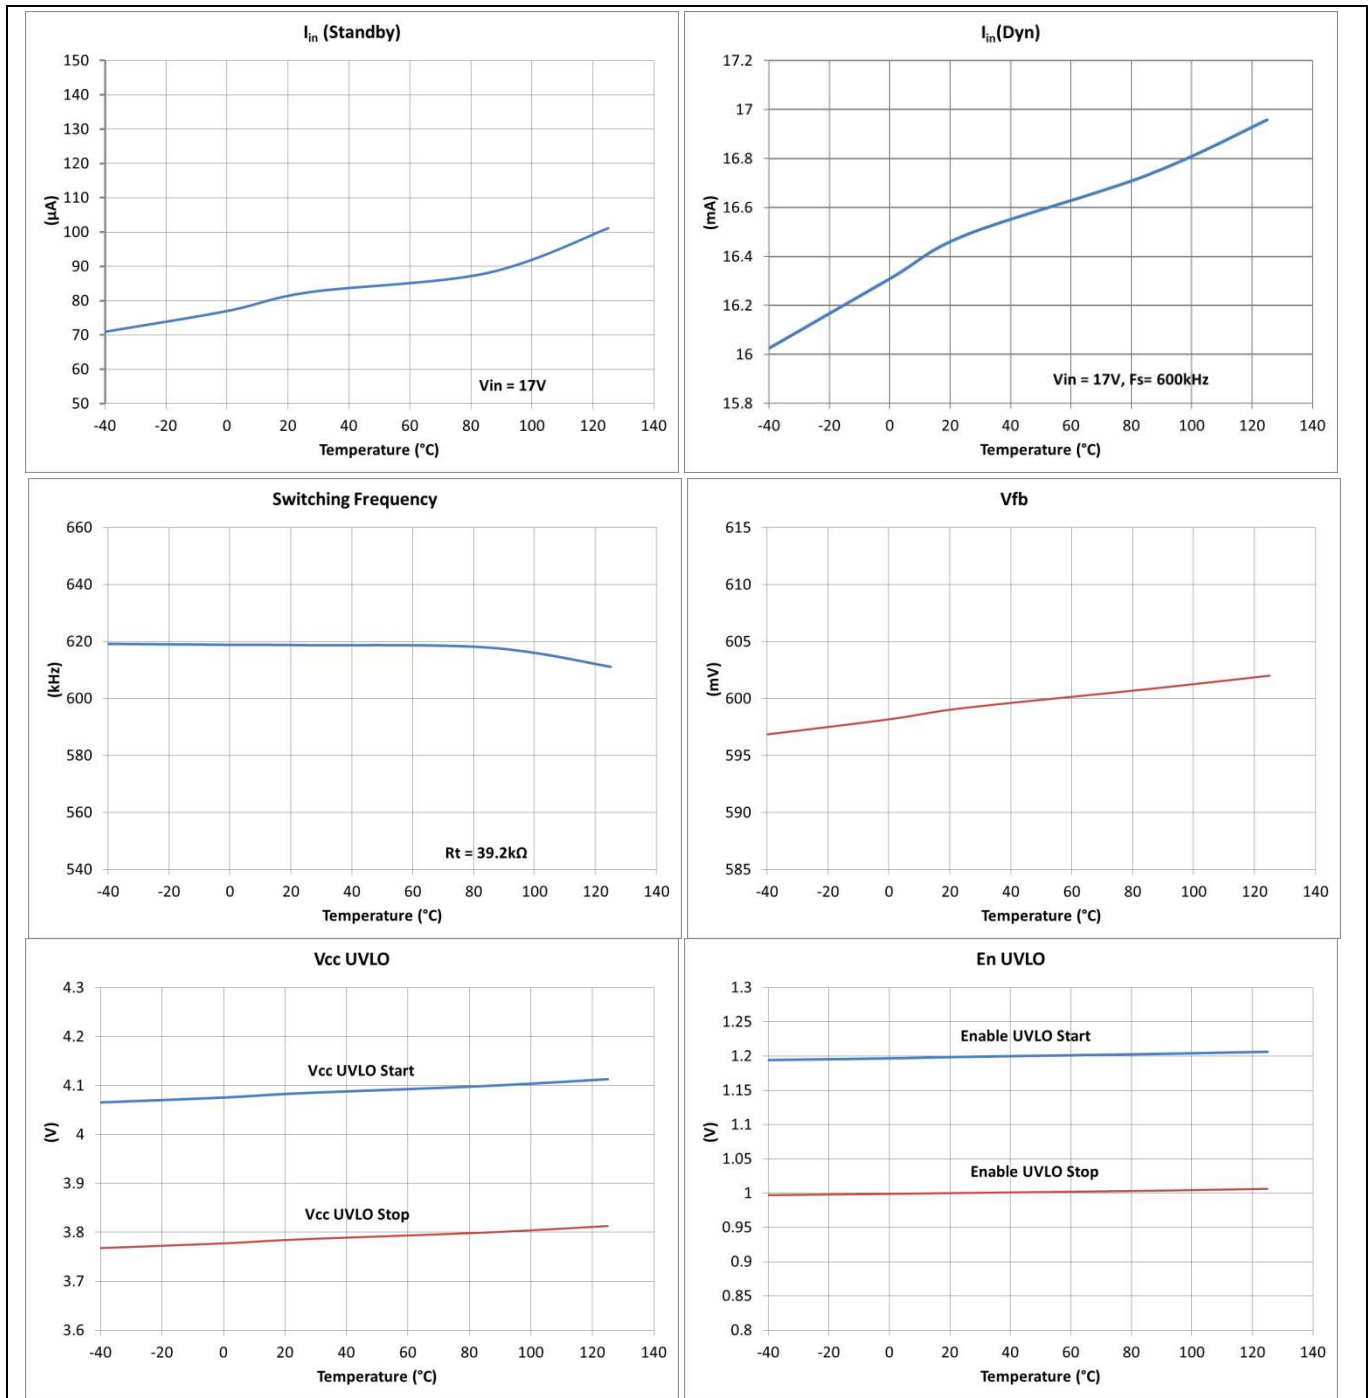 I_in (Standby)
150
140
130
120
110
100
90
80
70
60
50
(μA)
Vin = 17V
-40 -20 0 20 40 60 80 100 120 140
Temperature (°C)
I_in(Dyn)
17.2
17
16.8
16.6
16.4
16.2
16
15.8
(mA)
Vin = 17V, Fs= 600kHz
-40 -20 0 20 40 60 80 100 120 140
Temperature (°C)
Switching Frequency
660
640
620
600
580
560
540
(kHz)
Rt = 39.2kΩ
-40 -20 0 20 40 60 80 100 120 140
Temperature (°C)
Vfb
615
610
605
600
595
590
585
(mV)
-40 -20 0 20 40 60 80 100 120 140
Temperature (°C)
Vcc UVLO
4.3
4.2
4.1
4
3.9
3.8
3.7
3.6
(V)
Vcc UVLO Start
Vcc UVLO Stop
-40 -20 0 20 40 60 80 100 120 140
Temperature (°C)
En UVLO
1.3
1.25
1.2
1.15
1.1
1.05
1
0.95
0.9
0.85
0.8
(V)
Enable UVLO Start
Enable UVLO Stop
-40 -20 0 20 40 60 80 100 120 140
Temperature (°C)